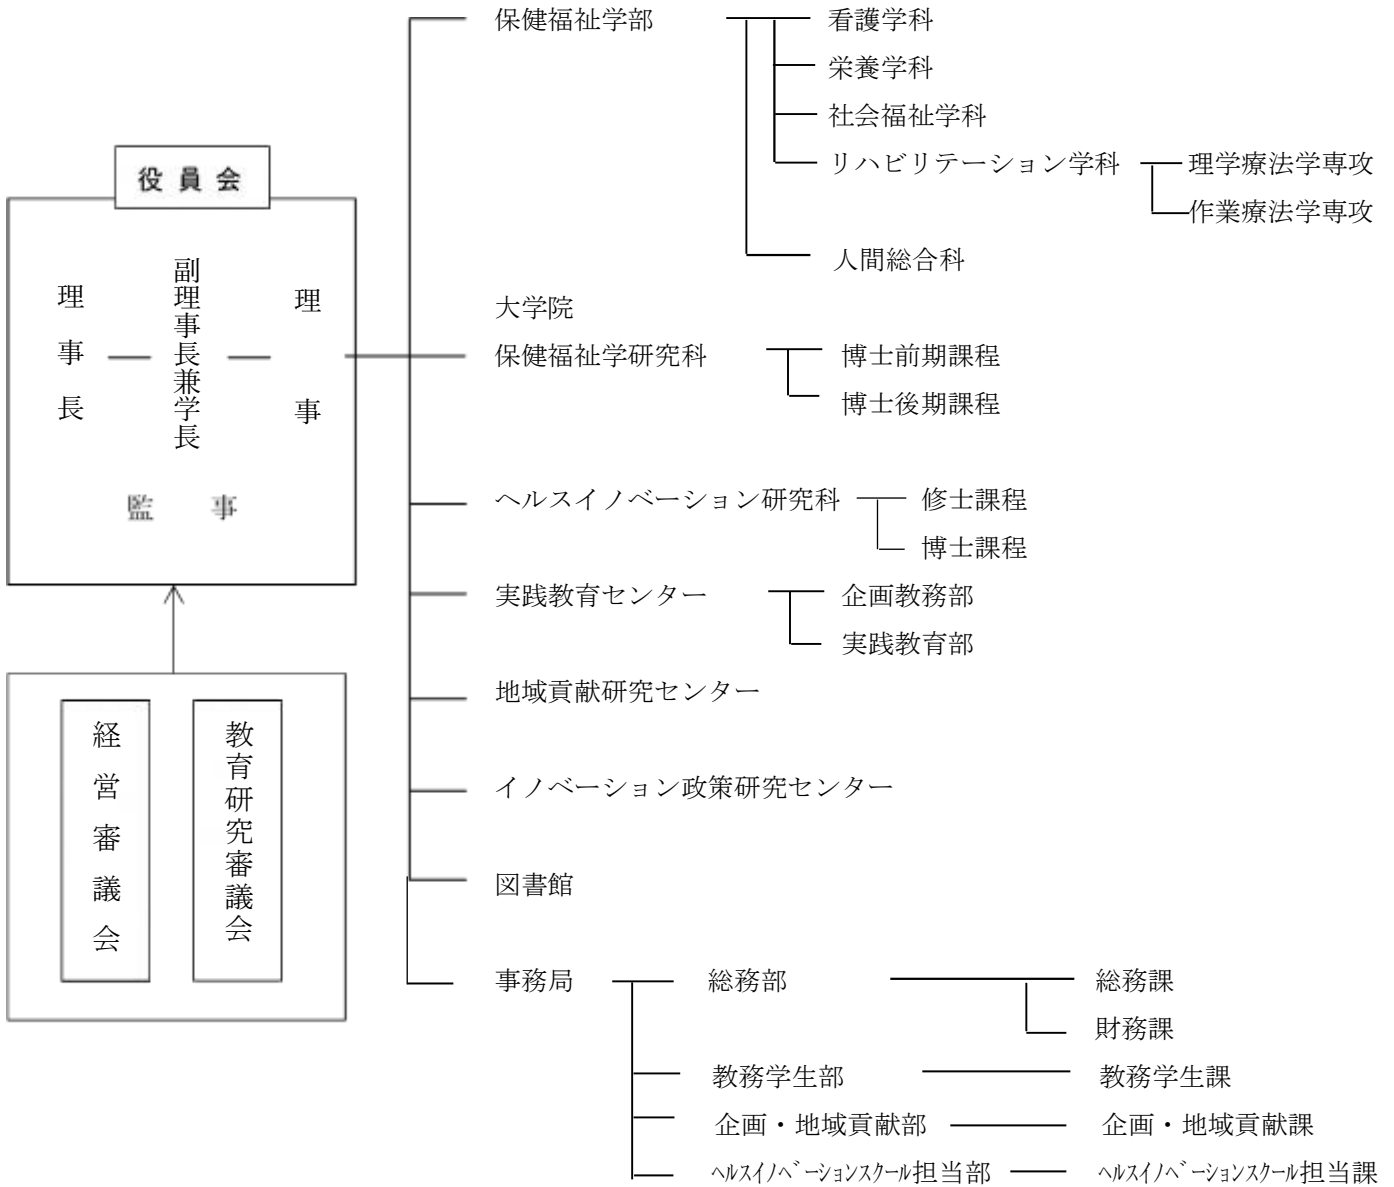 役員会
理事長
副理事長兼学長
理事
監事
経営審議会
教育研究審議会
保健福祉学部
看護学科
栄養学科
社会福祉学科
リハビリテーション学科
理学療法学専攻
作業療法学専攻
人間総合科
大学院
保健福祉学研究科
博士前期課程
博士後期課程
ヘルスイノベーション研究科
修士課程
博士課程
実践教育センター
企画教務部
実践教育部
地域貢献研究センター
イノベーション政策研究センター
図書館
事務局
総務部
総務課
財務課
教務学生部
教務学生課
企画・地域貢献部
企画・地域貢献課
ﾍﾙｽｲﾉﾍﾞｰｼｮﾝｽｸｰﾙ担当部
ﾍﾙｽｲﾉﾍﾞｰｼｮﾝｽｸｰﾙ担当課